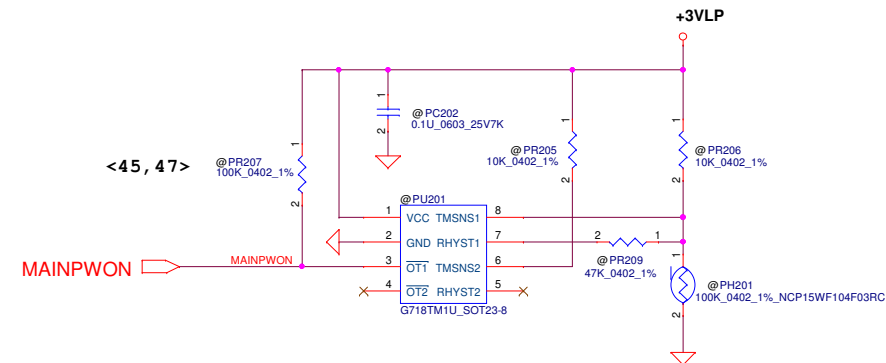 +3VLP
1
@PC202
0.1U_0603_25V7K
2
1
@PR205
10K_0402_1%
2
1
@PR206
10K_0402_1%
2
<45,47>
1
@PR207
100K_0402_1%
2
@PU201
1 VCC TMSNS1 8
2 GND RHYST1 7
3 OT1 TMSNS2 6
4 OT2 RHYST2 5
G718TM1U_SOT23-8
2 1
@PR209
47K_0402_1%
MAINPWON
MAINPWON
1
@PH201
100K_0402_1%_NCP15WF104F03RC
2